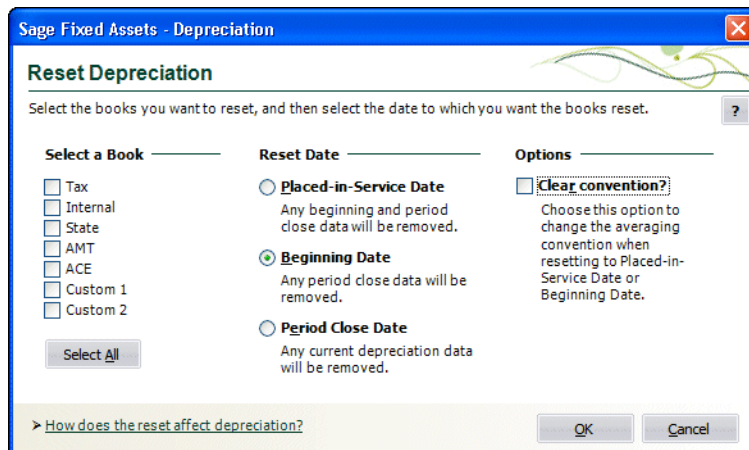 Sage Fixed Assets - Depreciation
Reset Depreciation
Select the books you want to reset, and then select the date to which you want the books reset.
?
Select a Book
Tax
Internal
State
AMT
ACE
Custom 1
Custom 2
Select All
Reset Date
Placed-in-Service Date
Any beginning and period
close data will be removed.
Beginning Date
Any period close data will be
removed.
Period Close Date
Any current depreciation data
will be removed.
Options
Clear convention?
Choose this option to
change the averaging
convention when
resetting to Placed-in-
Service Date or
Beginning Date.
How does the reset affect depreciation?
OK
Cancel